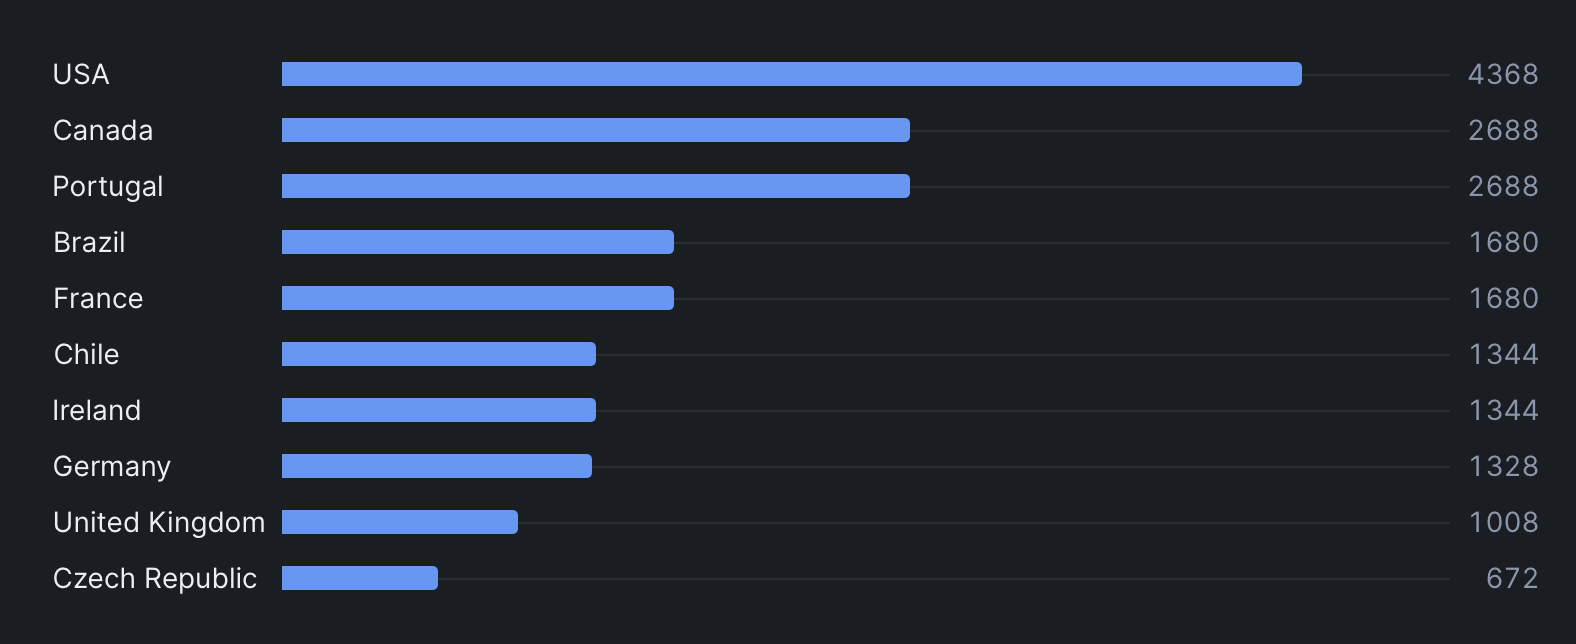 USA 4368
Canada 2688
Portugal 2688
Brazil 1680
France 1680
Chile 1344
Ireland 1344
Germany 1328
United Kingdom 1008
Czech Republic 672